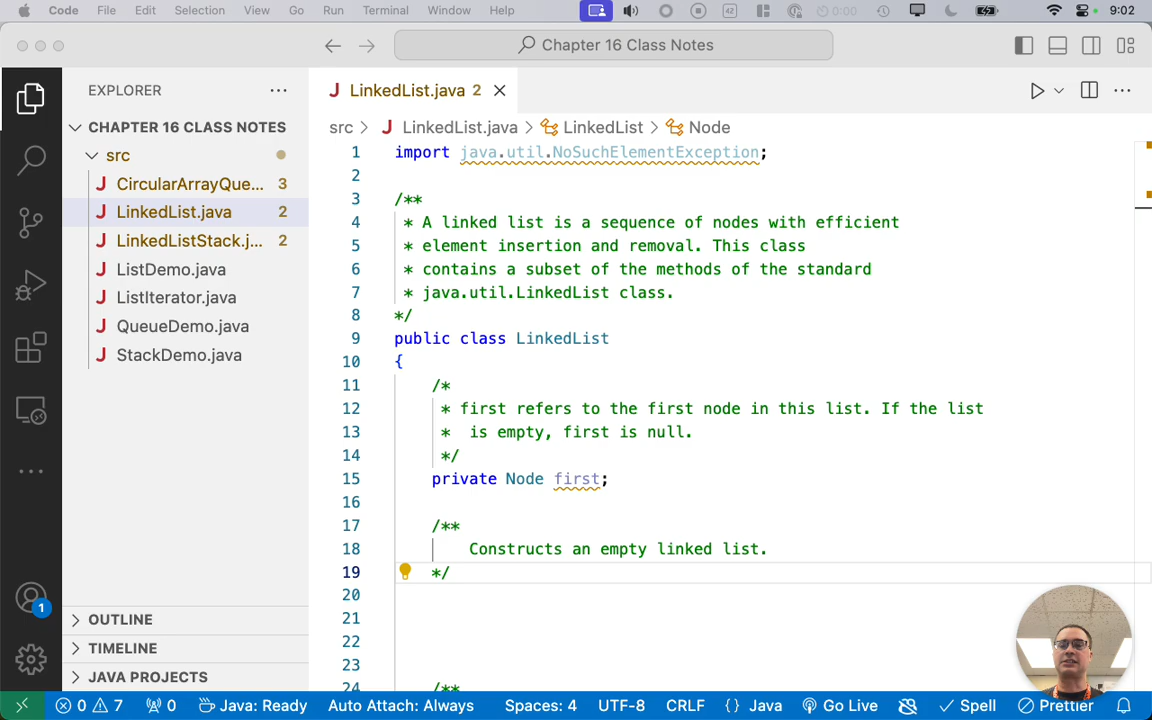 Code File Edit Selection View Go Run Terminal Window Help 42 0:00 9:02
Chapter 16 Class Notes
EXPLORER
CHAPTER 16 CLASS NOTES
src
J CircularArrayQue... 3
J LinkedList.java 2
J LinkedListStack.j... 2
J ListDemo.java
J ListIterator.java
J QueueDemo.java
J StackDemo.java
OUTLINE
TIMELINE
JAVA PROJECTS
1
J LinkedList.java 2
src > J LinkedList.java > LinkedList > Node
1 import java.util.NoSuchElementException;
2
3 /**
4 * A linked list is a sequence of nodes with efficient
5 * element insertion and removal. This class
6 * contains a subset of the methods of the standard
7 * java.util.LinkedList class.
8 */
9 public class LinkedList
10 {
11 /*
12 * first refers to the first node in this list. If the list
13 * is empty, first is null.
14 */
15 private Node first;
16
17 /**
18 Constructs an empty linked list.
19 */
20
21
22
23
24 /**
0 7 0 Java: Ready Auto Attach: Always Spaces: 4 UTF-8 CRLF {} Java Go Live Spell Prettier